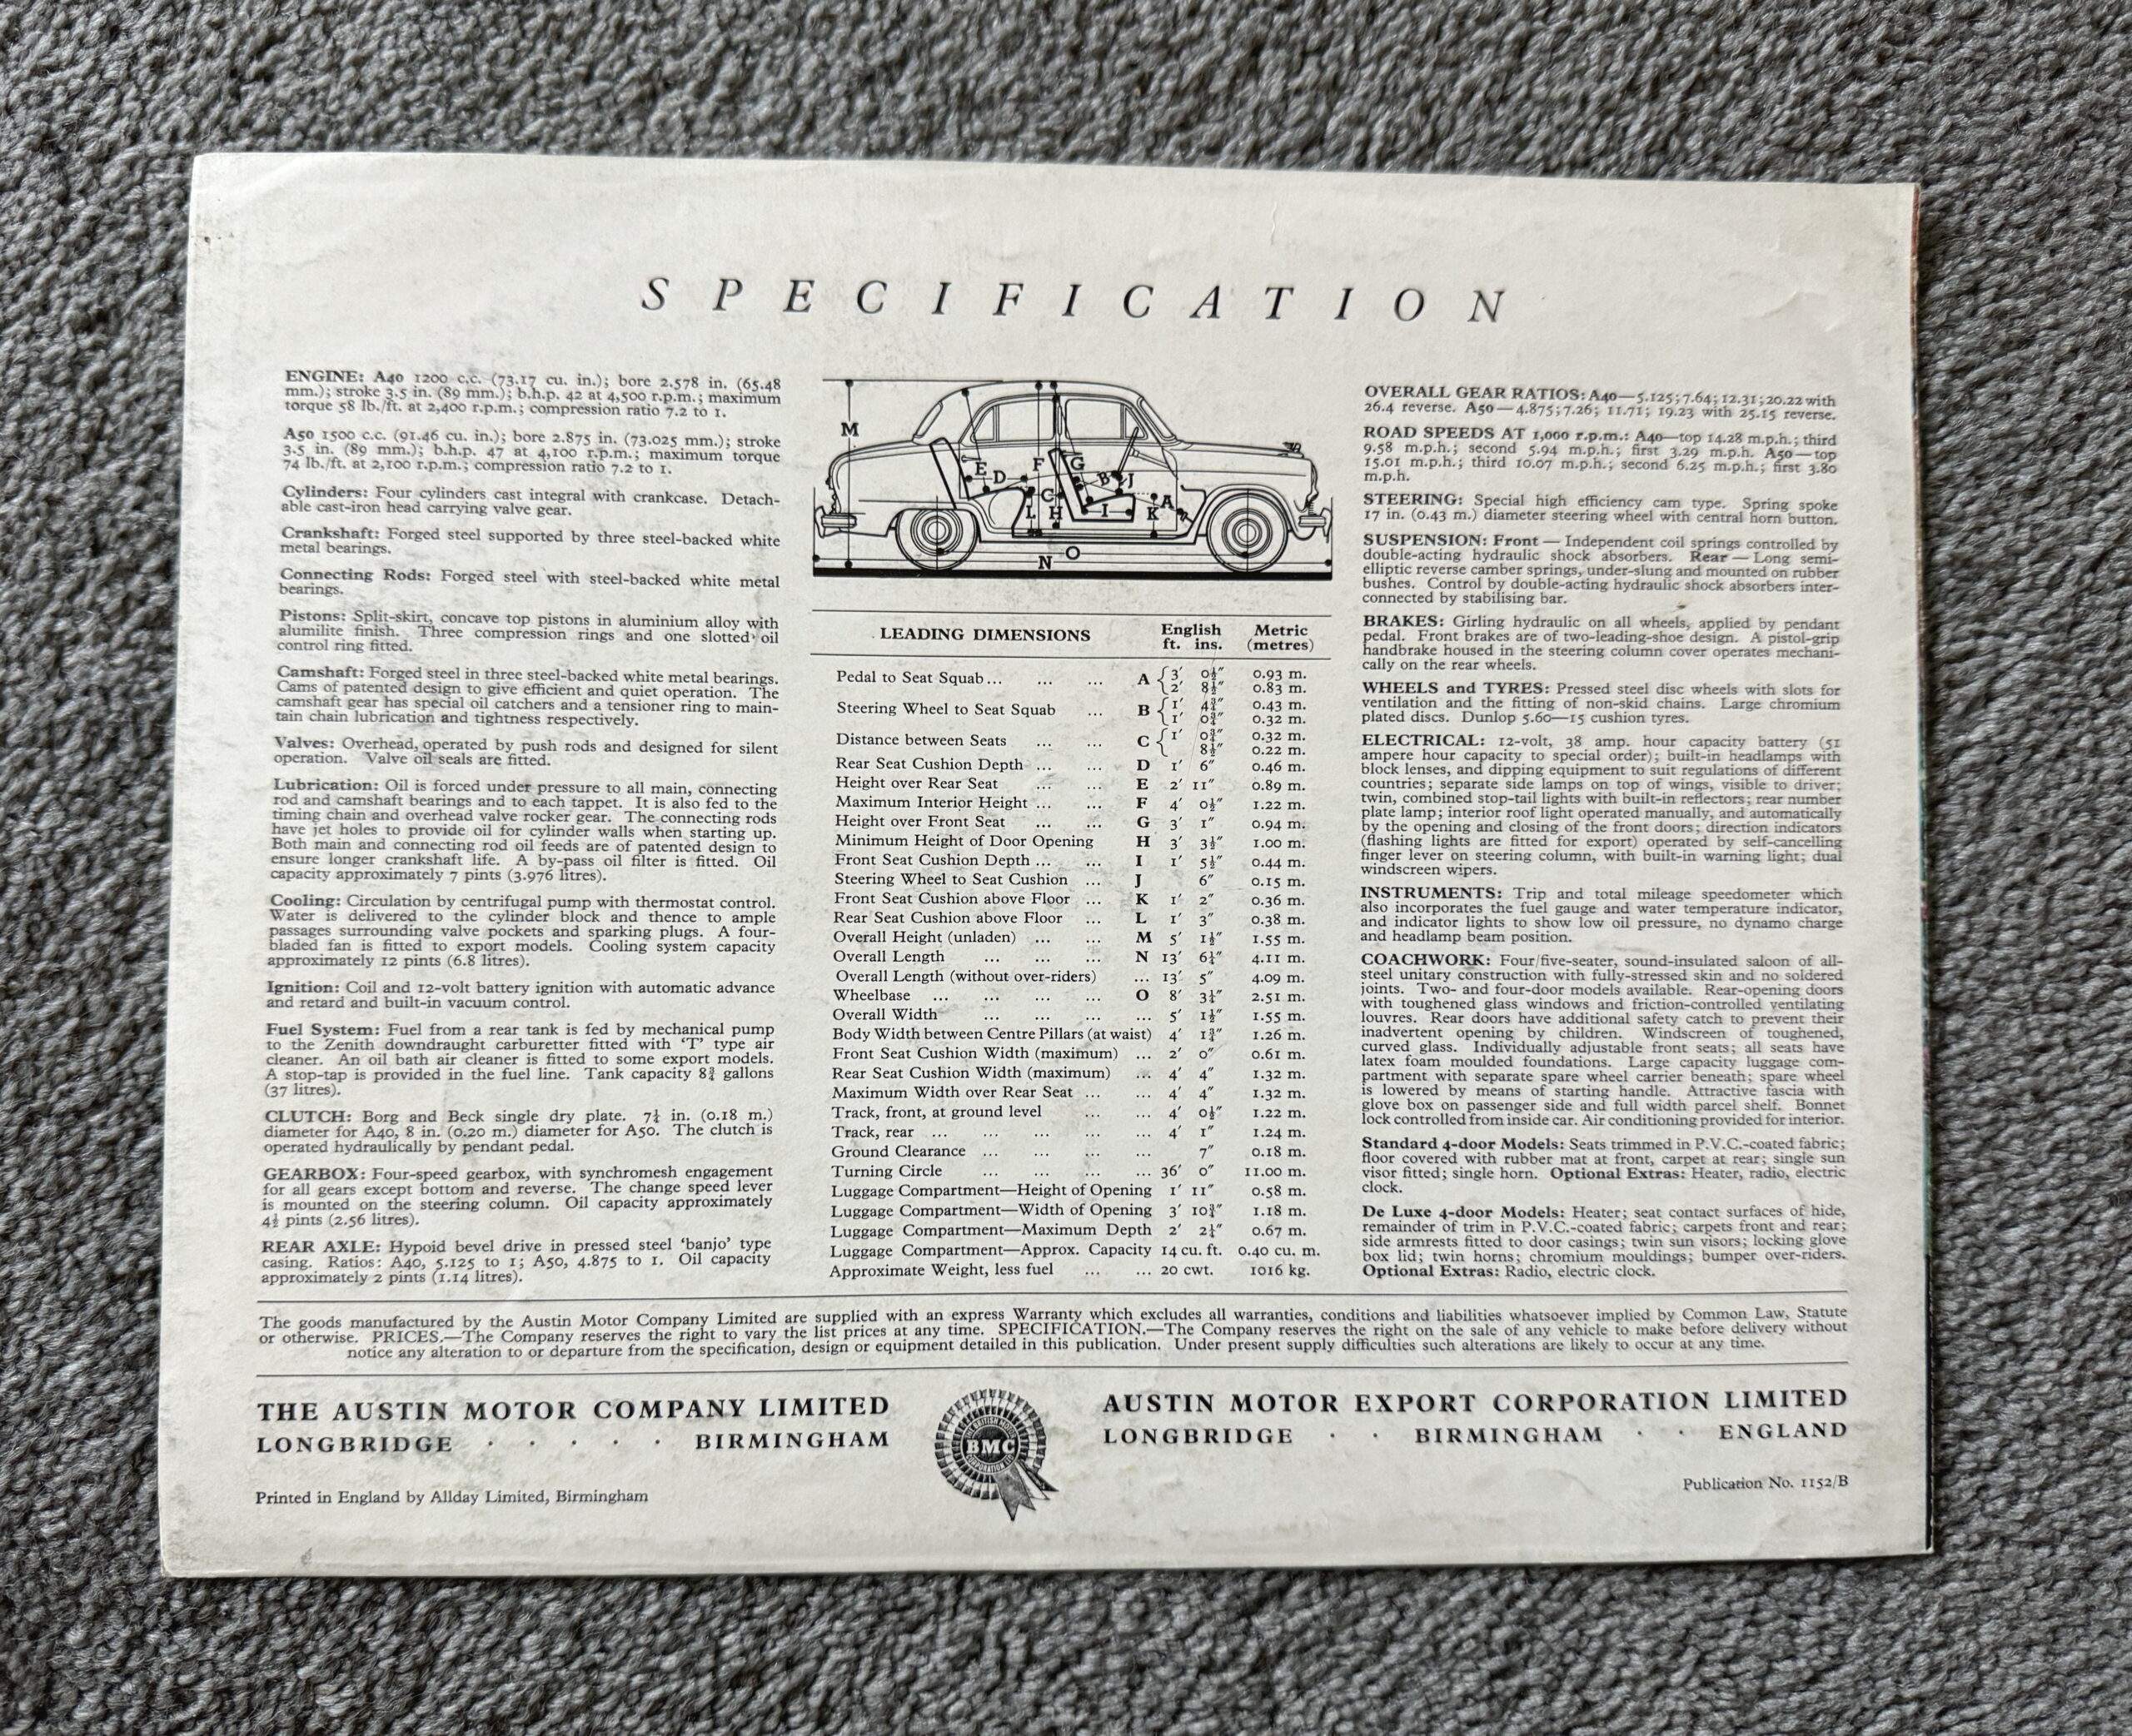 SPECIFICATION
ENGINE: A40 1200 c.c. (73.17 cu. in.); bore 2.578 in. (65.48
mm.); stroke 3.5 in. (89 mm.); b.h.p. 42 at 4,500 r.p.m.; maximum
torque 58 lb./ft. at 2,400 r.p.m.; compression ratio 7.2 to 1.
A50 1500 c.c. (91.46 cu. in.); bore 2.875 in. (73.025 mm.); stroke
3.5 in. (89 mm.); b.h.p. 47 at 4,100 r.p.m.; maximum torque
74 lb./ft. at 2,100 r.p.m.; compression ratio 7.2 to 1.
Cylinders: Four cylinders cast integral with crankcase. Detach-
able cast-iron head carrying valve gear.
Crankshaft: Forged steel supported by three steel-backed white
metal bearings.
Connecting Rods: Forged steel with steel-backed white metal
bearings.
Pistons: Split-skirt, concave top pistons in aluminium alloy with
alumilite finish. Three compression rings and one slotted oil
control ring fitted.
Camshaft: Forged steel in three steel-backed white metal bearings.
Cams of patented design to give efficient and quiet operation. The
camshaft gear has special oil catchers and a tensioner ring to main-
tain chain lubrication and tightness respectively.
Valves: Overhead, operated by push rods and designed for silent
operation. Valve oil seals are fitted.
Lubrication: Oil is forced under pressure to all main, connecting
rod and camshaft bearings and to each tappet. It is also fed to the
timing chain and overhead valve rocker gear. The connecting rods
have jet holes to provide oil for cylinder walls when starting up.
Both main and connecting rod oil feeds are of patented design to
ensure longer crankshaft life. A by-pass oil filter is fitted. Oil
capacity approximately 7 pints (3.976 litres).
Cooling: Circulation by centrifugal pump with thermostat control.
Water is delivered to the cylinder block and thence to ample
passages surrounding valve pockets and sparking plugs. A four-
bladed fan is fitted to export models. Cooling system capacity
approximately 12 pints (6.8 litres).
Ignition: Coil and 12-volt battery ignition with automatic advance
and retard and built-in vacuum control.
Fuel System: Fuel from a rear tank is fed by mechanical pump
to the Zenith downdraught carburetter fitted with 'T' type air
cleaner. An oil bath air cleaner is fitted to some export models.
A stop-tap is provided in the fuel line. Tank capacity 8¾ gallons
(37 litres).
CLUTCH: Borg and Beck single dry plate. 7¼ in. (0.18 m.)
diameter for A40, 8 in. (0.20 m.) diameter for A50. The clutch is
operated hydraulically by pendant pedal.
GEARBOX: Four-speed gearbox, with synchromesh engagement
for all gears except bottom and reverse. The change speed lever
is mounted on the steering column. Oil capacity approximately
4½ pints (2.56 litres).
REAR AXLE: Hypoid bevel drive in pressed steel 'banjo' type
casing. Ratios: A40, 5.125 to 1; A50, 4.875 to 1. Oil capacity
approximately 2 pints (1.14 litres).
M
E D F G B J
C A
L H I K
N O
LEADING DIMENSIONS English Metric
ft. ins. (metres)
Pedal to Seat Squab ... ... ... A { 3' 0½" 0.93 m.
2' 8½" 0.83 m.
Steering Wheel to Seat Squab ... B { 1' 4¾" 0.43 m.
1' 0¾" 0.32 m.
Distance between Seats ... ... C { 1' 0¾" 0.32 m.
8½" 0.22 m.
Rear Seat Cushion Depth ... ... D 1' 6" 0.46 m.
Height over Rear Seat ... ... E 2' 11" 0.89 m.
Maximum Interior Height ... ... F 4' 0½" 1.22 m.
Height over Front Seat ... ... G 3' 1" 0.94 m.
Minimum Height of Door Opening H 3' 3½" 1.00 m.
Front Seat Cushion Depth ... ... I 1' 5½" 0.44 m.
Steering Wheel to Seat Cushion ... J 6" 0.15 m.
Front Seat Cushion above Floor ... K 1' 2" 0.36 m.
Rear Seat Cushion above Floor ... L 1' 3" 0.38 m.
Overall Height (unladen) ... ... M 5' 1½" 1.55 m.
Overall Length ... ... ... N 13' 6¼" 4.11 m.
Overall Length (without over-riders) ... 13' 5" 4.09 m.
Wheelbase ... ... ... ... O 8' 3¼" 2.51 m.
Overall Width ... ... ... ... 5' 1½" 1.55 m.
Body Width between Centre Pillars (at waist) 4' 1¾" 1.26 m.
Front Seat Cushion Width (maximum) ... 2' 0" 0.61 m.
Rear Seat Cushion Width (maximum) ... 4' 4" 1.32 m.
Maximum Width over Rear Seat ... ... 4' 4" 1.32 m.
Track, front, at ground level ... ... 4' 0½" 1.22 m.
Track, rear ... ... ... ... ... 4' 1" 1.24 m.
Ground Clearance ... ... ... ... 7" 0.18 m.
Turning Circle ... ... ... ... 36' 0" 11.00 m.
Luggage Compartment—Height of Opening 1' 11" 0.58 m.
Luggage Compartment—Width of Opening 3' 10¾" 1.18 m.
Luggage Compartment—Maximum Depth 2' 2¼" 0.67 m.
Luggage Compartment—Approx. Capacity 14 cu. ft. 0.40 cu. m.
Approximate Weight, less fuel ... ... 20 cwt. 1016 kg.
OVERALL GEAR RATIOS: A40—5.125; 7.64; 12.31; 20.22 with
26.4 reverse. A50—4.875; 7.26; 11.71; 19.23 with 25.15 reverse.
ROAD SPEEDS AT 1,000 r.p.m.: A40—top 14.28 m.p.h.; third
9.58 m.p.h.; second 5.94 m.p.h.; first 3.29 m.p.h. A50—top
15.01 m.p.h.; third 10.07 m.p.h.; second 6.25 m.p.h.; first 3.80
m.p.h.
STEERING: Special high efficiency cam type. Spring spoke
17 in. (0.43 m.) diameter steering wheel with central horn button.
SUSPENSION: Front — Independent coil springs controlled by
double-acting hydraulic shock absorbers. Rear — Long semi-
elliptic reverse camber springs, under-slung and mounted on rubber
bushes. Control by double-acting hydraulic shock absorbers inter-
connected by stabilising bar.
BRAKES: Girling hydraulic on all wheels, applied by pendant
pedal. Front brakes are of two-leading-shoe design. A pistol-grip
handbrake housed in the steering column cover operates mechani-
cally on the rear wheels.
WHEELS and TYRES: Pressed steel disc wheels with slots for
ventilation and the fitting of non-skid chains. Large chromium
plated discs. Dunlop 5.60—15 cushion tyres.
ELECTRICAL: 12-volt, 38 amp. hour capacity battery (51
ampere hour capacity to special order); built-in headlamps with
block lenses, and dipping equipment to suit regulations of different
countries; separate side lamps on top of wings, visible to driver;
twin, combined stop-tail lights with built-in reflectors; rear number
plate lamp; interior roof light operated manually, and automatically
by the opening and closing of the front doors; direction indicators
(flashing lights are fitted for export) operated by self-cancelling
finger lever on steering column, with built-in warning light; dual
windscreen wipers.
INSTRUMENTS: Trip and total mileage speedometer which
also incorporates the fuel gauge and water temperature indicator,
and indicator lights to show low oil pressure, no dynamo charge
and headlamp beam position.
COACHWORK: Four/five-seater, sound-insulated saloon of all-
steel unitary construction with fully-stressed skin and no soldered
joints. Two- and four-door models available. Rear-opening doors
with toughened glass windows and friction-controlled ventilating
louvres. Rear doors have additional safety catch to prevent their
inadvertent opening by children. Windscreen of toughened,
curved glass. Individually adjustable front seats; all seats have
latex foam moulded foundations. Large capacity luggage com-
partment with separate spare wheel carrier beneath; spare wheel
is lowered by means of starting handle. Attractive fascia with
glove box on passenger side and full width parcel shelf. Bonnet
lock controlled from inside car. Air conditioning provided for interior.
Standard 4-door Models: Seats trimmed in P.V.C.-coated fabric;
floor covered with rubber mat at front, carpet at rear; single sun
visor fitted; single horn. Optional Extras: Heater, radio, electric
clock.
De Luxe 4-door Models: Heater; seat contact surfaces of hide,
remainder of trim in P.V.C.-coated fabric; carpets front and rear;
side armrests fitted to door casings; twin sun visors; locking glove
box lid; twin horns; chromium mouldings; bumper over-riders.
Optional Extras: Radio, electric clock.
The goods manufactured by the Austin Motor Company Limited are supplied with an express Warranty which excludes all warranties, conditions and liabilities whatsoever implied by Common Law, Statute
or otherwise. PRICES.—The Company reserves the right to vary the list prices at any time. SPECIFICATION.—The Company reserves the right on the sale of any vehicle to make before delivery without
notice any alteration to or departure from the specification, design or equipment detailed in this publication. Under present supply difficulties such alterations are likely to occur at any time.
THE AUSTIN MOTOR COMPANY LIMITED
LONGBRIDGE · · · · · BIRMINGHAM
Printed in England by Allday Limited, Birmingham
BMC
AUSTIN MOTOR EXPORT CORPORATION LIMITED
LONGBRIDGE · · BIRMINGHAM · · ENGLAND
Publication No. 1152/B